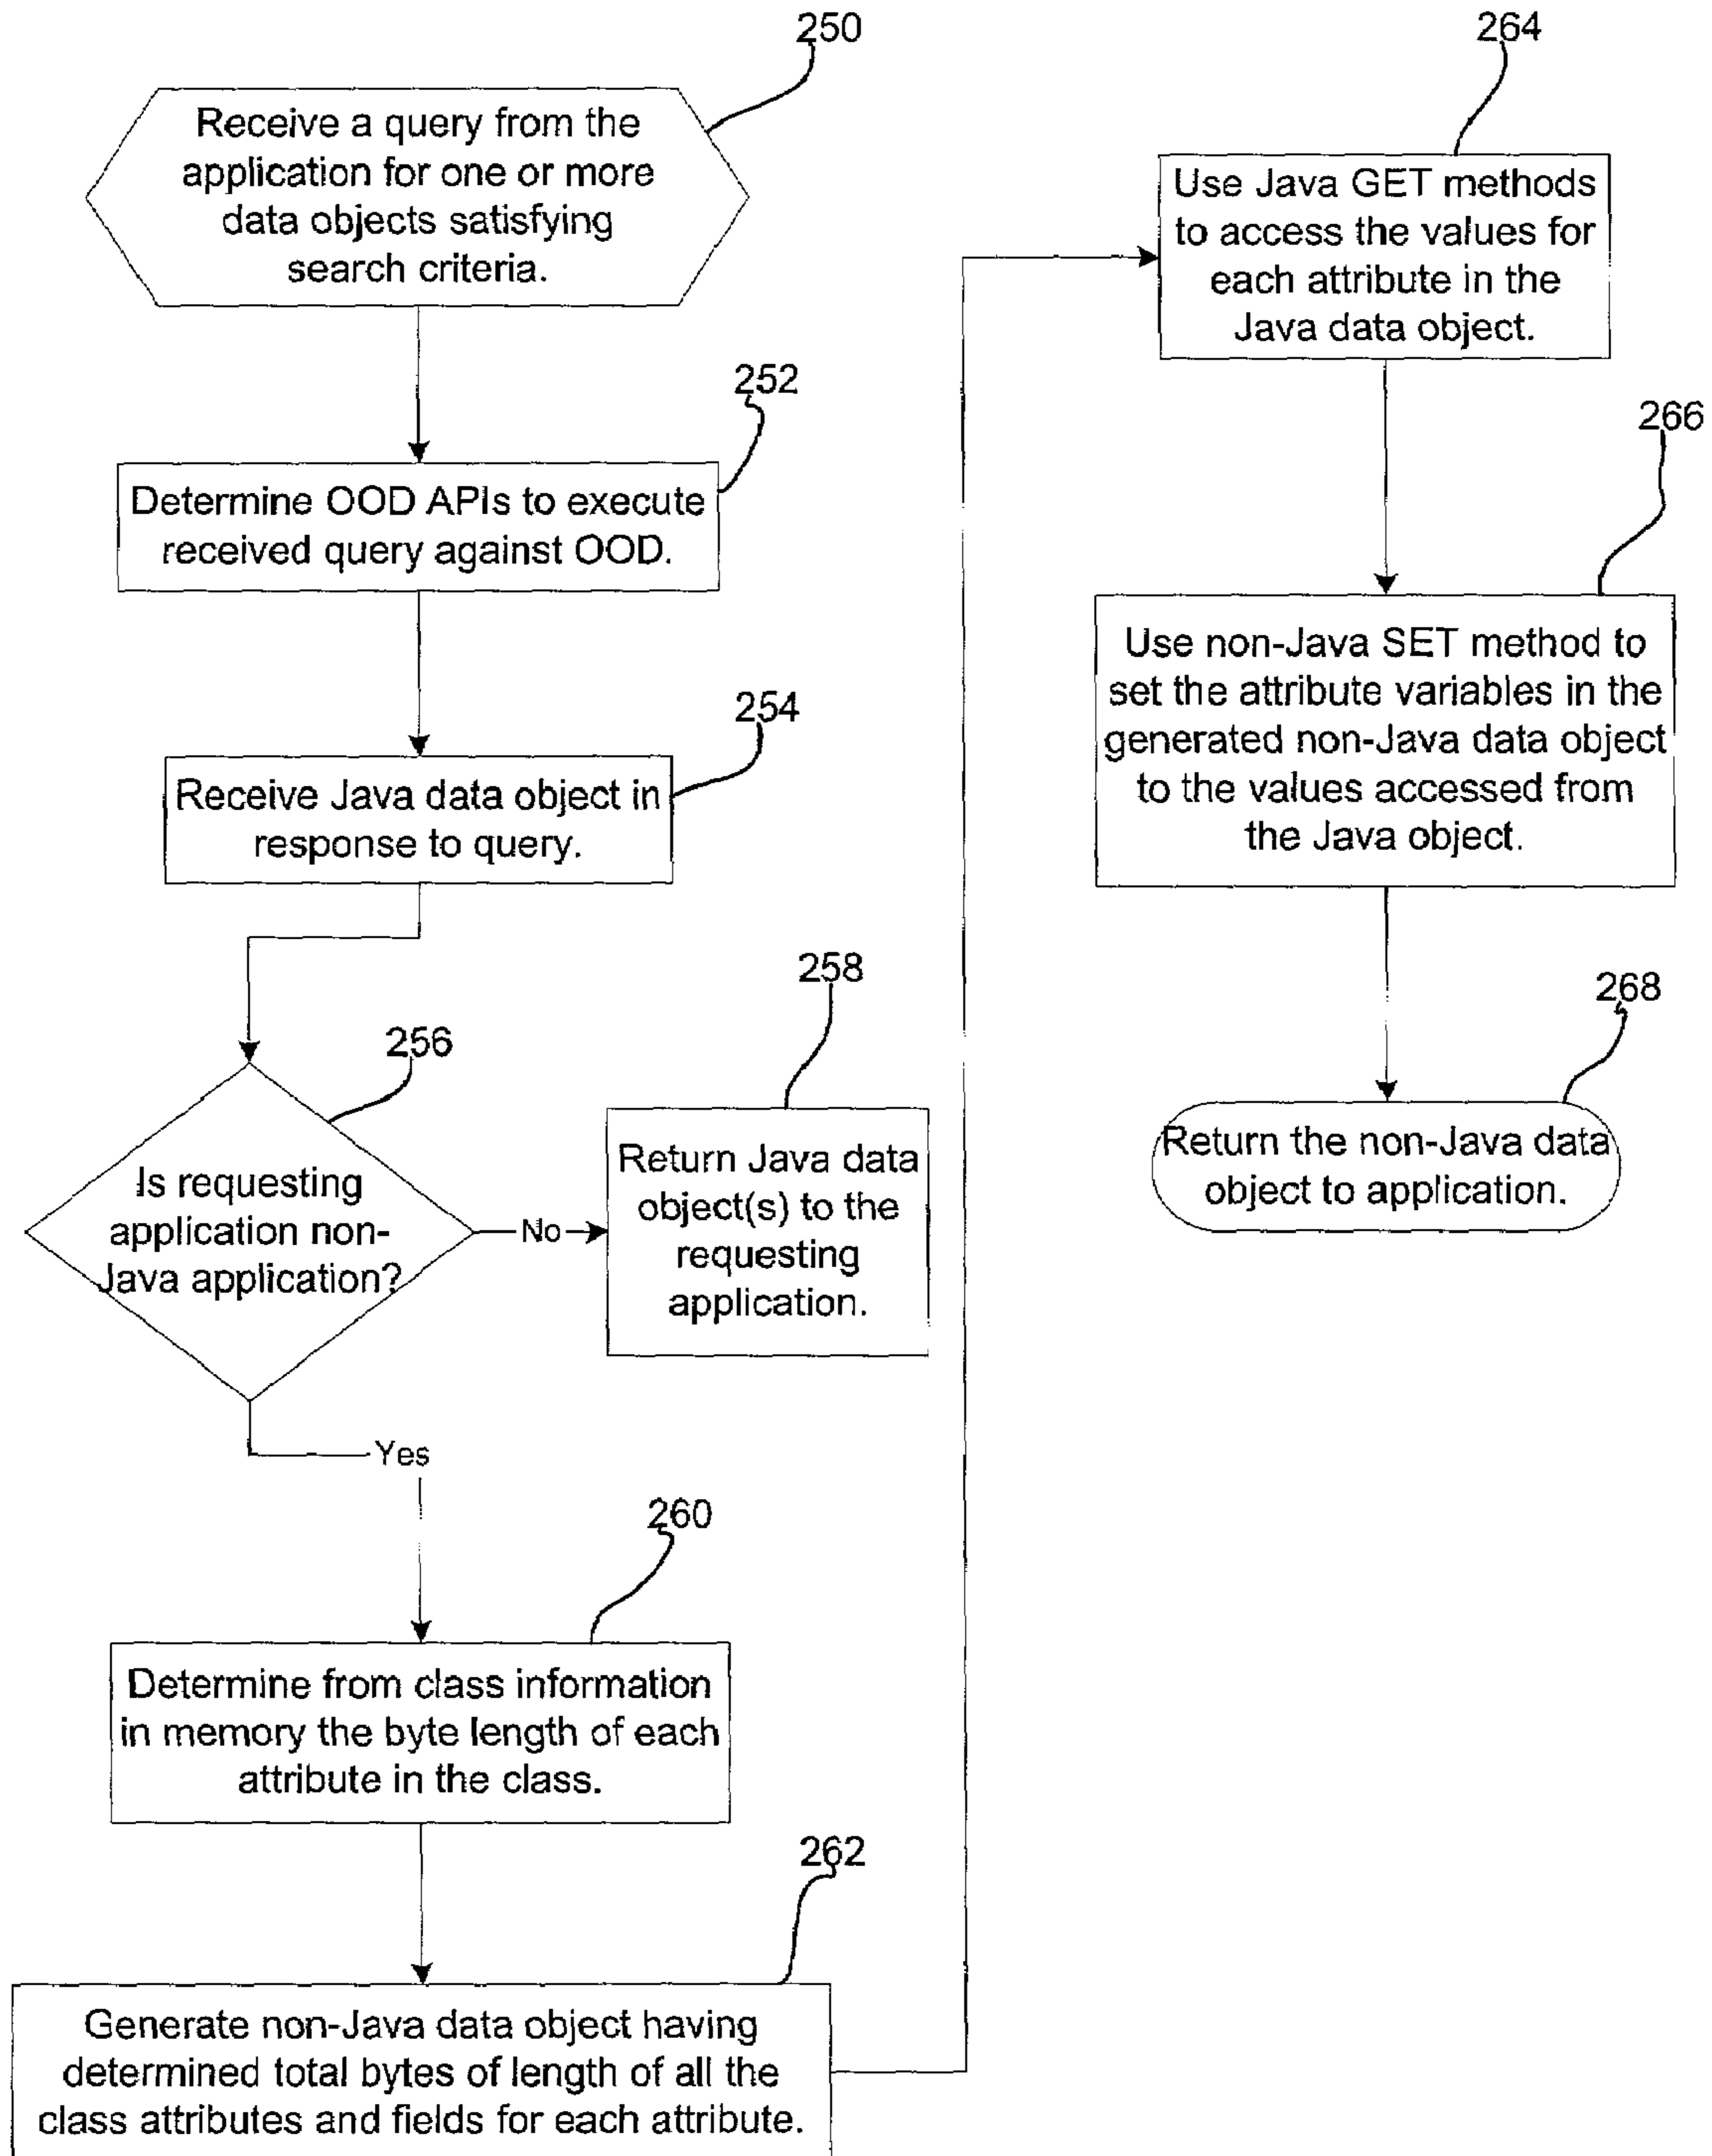 250
Receive a query from the
application for one or more
data objects satisfying
search criteria.
252
Determine OOD APIs to execute
received query against OOD.
254
Receive Java data object in
response to query.
256
Is requesting
application non-
Java application?
No
258
Return Java data
object(s) to the
requesting
application.
Yes
260
Determine from class information
in memory the byte length of each
attribute in the class.
262
Generate non-Java data object having
determined total bytes of length of all the
class attributes and fields for each attribute.
264
Use Java GET methods
to access the values for
each attribute in the
Java data object.
266
Use non-Java SET method to
set the attribute variables in the
generated non-Java data object
to the values accessed from
the Java object.
268
Return the non-Java data
object to application.